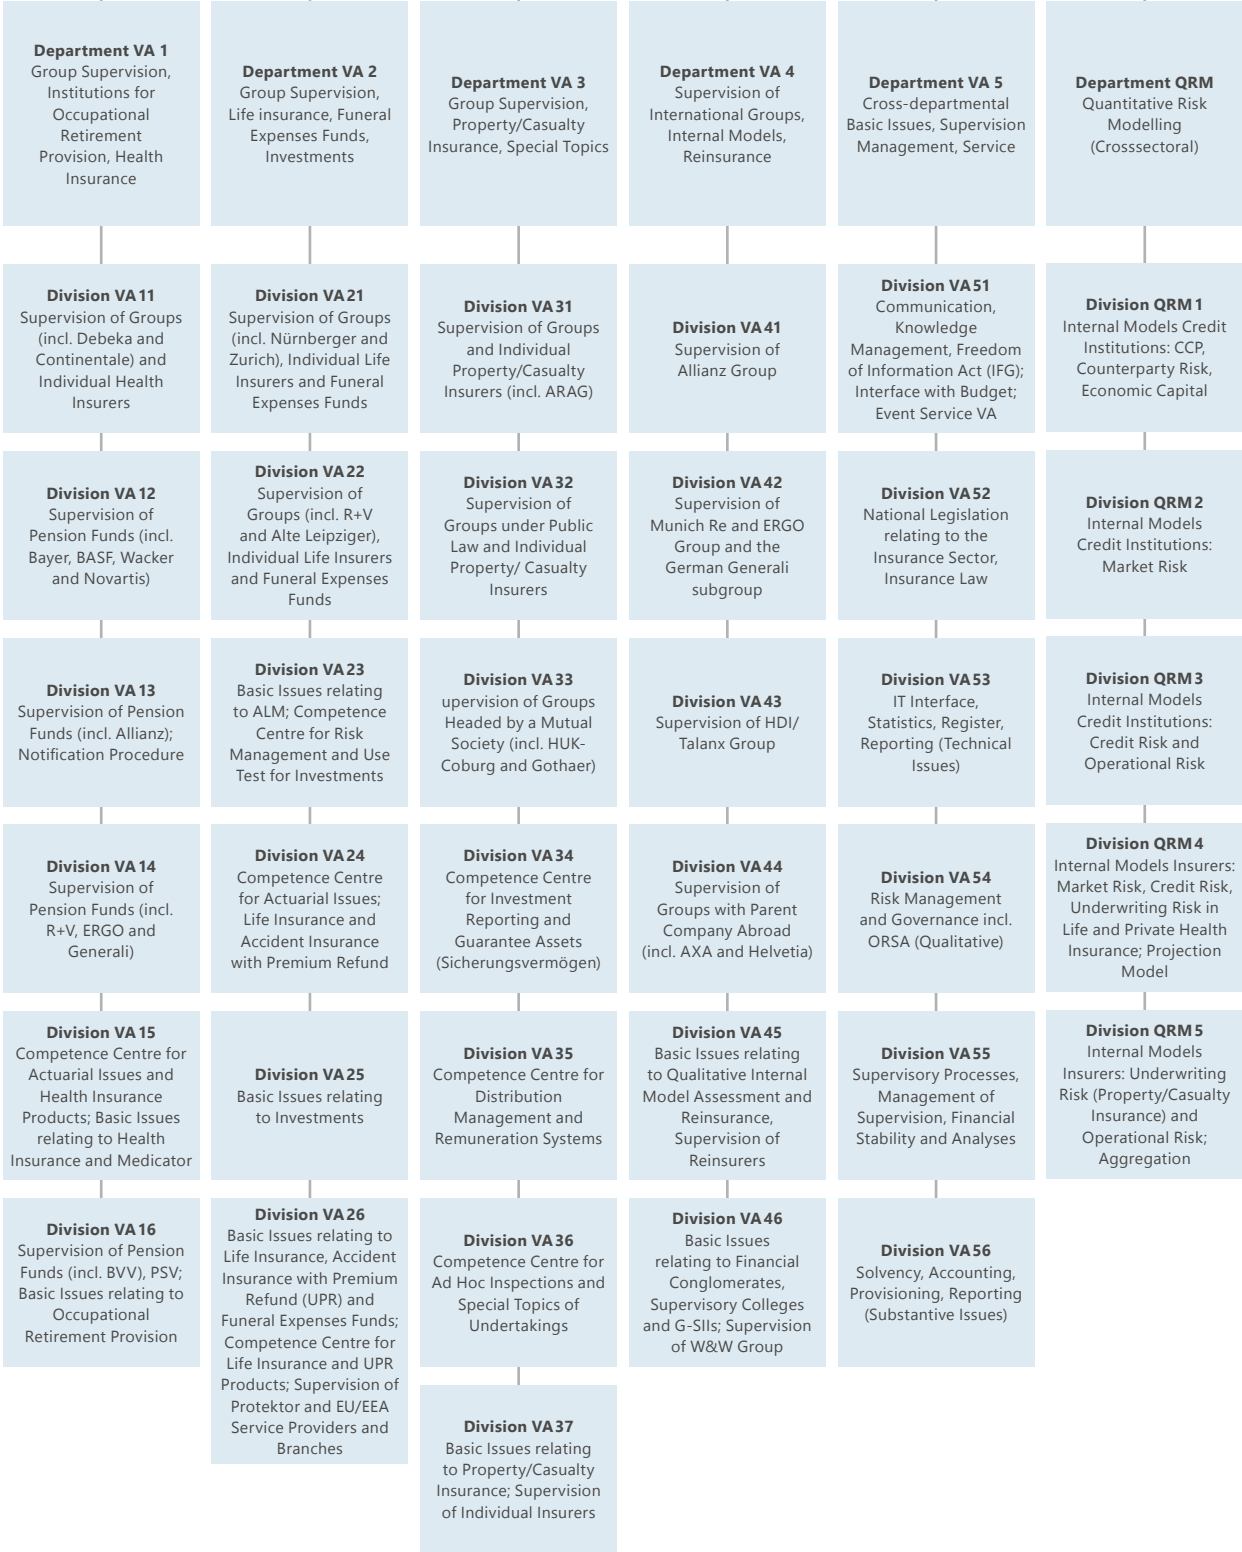 Department VA 1
Group Supervision,
Institutions for
Occupational
Retirement
Provision, Health
Insurance
Department VA 2
Group Supervision,
Life insurance, Funeral
Expenses Funds,
Investments
Department VA 3
Group Supervision,
Property/Casualty
Insurance, Special Topics
Department VA 4
Supervision of
International Groups,
Internal Models,
Reinsurance
Department VA 5
Cross-departmental
Basic Issues, Supervision
Management, Service
Department QRM
Quantitative Risk
Modelling
(Crosssectoral)
Division VA 11
Supervision of Groups
(incl. Debeka and
Continentale) and
Individual Health
Insurers
Division VA 21
Supervision of Groups
(incl. Nürnberger and
Zurich), Individual Life
Insurers and Funeral
Expenses Funds
Division VA 31
Supervision of Groups
and Individual
Property/Casualty
Insurers (incl. ARAG)
Division VA 41
Supervision of
Allianz Group
Division VA 51
Communication,
Knowledge
Management, Freedom
of Information Act (IFG);
Interface with Budget;
Event Service VA
Division QRM 1
Internal Models Credit
Institutions: CCP,
Counterparty Risk,
Economic Capital
Division VA 12
Supervision of
Pension Funds (incl.
Bayer, BASF, Wacker
and Novartis)
Division VA 22
Supervision of
Groups (incl. R+V
and Alte Leipziger),
Individual Life Insurers
and Funeral Expenses
Funds
Division VA 32
Supervision of
Groups under Public
Law and Individual
Property/ Casualty
Insurers
Division VA 42
Supervision of
Munich Re and ERGO
Group and the
German Generali
subgroup
Division VA 52
National Legislation
relating to the
Insurance Sector,
Insurance Law
Division QRM 2
Internal Models
Credit Institutions:
Market Risk
Division VA 13
Supervision of Pension
Funds (incl. Allianz);
Notification Procedure
Division VA 23
Basic Issues relating
to ALM; Competence
Centre for Risk
Management and Use
Test for Investments
Division VA 33
upervision of Groups
Headed by a Mutual
Society (incl. HUK-
Coburg and Gothaer)
Division VA 43
Supervision of HDI/
Talanx Group
Division VA 53
IT Interface,
Statistics, Register,
Reporting (Technical
Issues)
Division QRM 3
Internal Models
Credit Institutions:
Credit Risk and
Operational Risk
Division VA 14
Supervision of
Pension Funds (incl.
R+V, ERGO and
Generali)
Division VA 24
Competence Centre
for Actuarial Issues;
Life Insurance and
Accident Insurance
with Premium Refund
Division VA 34
Competence Centre
for Investment
Reporting and
Guarantee Assets
(Sicherungsvermögen)
Division VA 44
Supervision of
Groups with Parent
Company Abroad
(incl. AXA and Helvetia)
Division VA 54
Risk Management
and Governance incl.
ORSA (Qualitative)
Division QRM 4
Internal Models Insurers:
Market Risk, Credit Risk,
Underwriting Risk in
Life and Private Health
Insurance; Projection
Model
Division VA 15
Competence Centre for
Actuarial Issues and
Health Insurance
Products; Basic Issues
relating to Health
Insurance and Medicator
Division VA 25
Basic Issues relating
to Investments
Division VA 35
Competence Centre for
Distribution
Management and
Remuneration Systems
Division VA 45
Basic Issues relating
to Qualitative Internal
Model Assessment and
Reinsurance,
Supervision of
Reinsurers
Division VA 55
Supervisory Processes,
Management of
Supervision, Financial
Stability and Analyses
Division QRM 5
Internal Models
Insurers: Underwriting
Risk (Property/Casualty
Insurance) and
Operational Risk;
Aggregation
Division VA 16
Supervision of Pension
Funds (incl. BVV), PSV;
Basic Issues relating to
Occupational
Retirement Provision
Division VA 26
Basic Issues relating to
Life Insurance, Accident
Insurance with Premium
Refund (UPR) and
Funeral Expenses Funds;
Competence Centre for
Life Insurance and UPR
Products; Supervision of
Protektor and EU/EEA
Service Providers and
Branches
Division VA 36
Competence Centre for
Ad Hoc Inspections and
Special Topics of
Undertakings
Division VA 46
Basic Issues
relating to Financial
Conglomerates,
Supervisory Colleges
and G-SIIs; Supervision
of W&W Group
Division VA 56
Solvency, Accounting,
Provisioning, Reporting
(Substantive Issues)
Division VA 37
Basic Issues relating
to Property/Casualty
Insurance; Supervision
of Individual Insurers